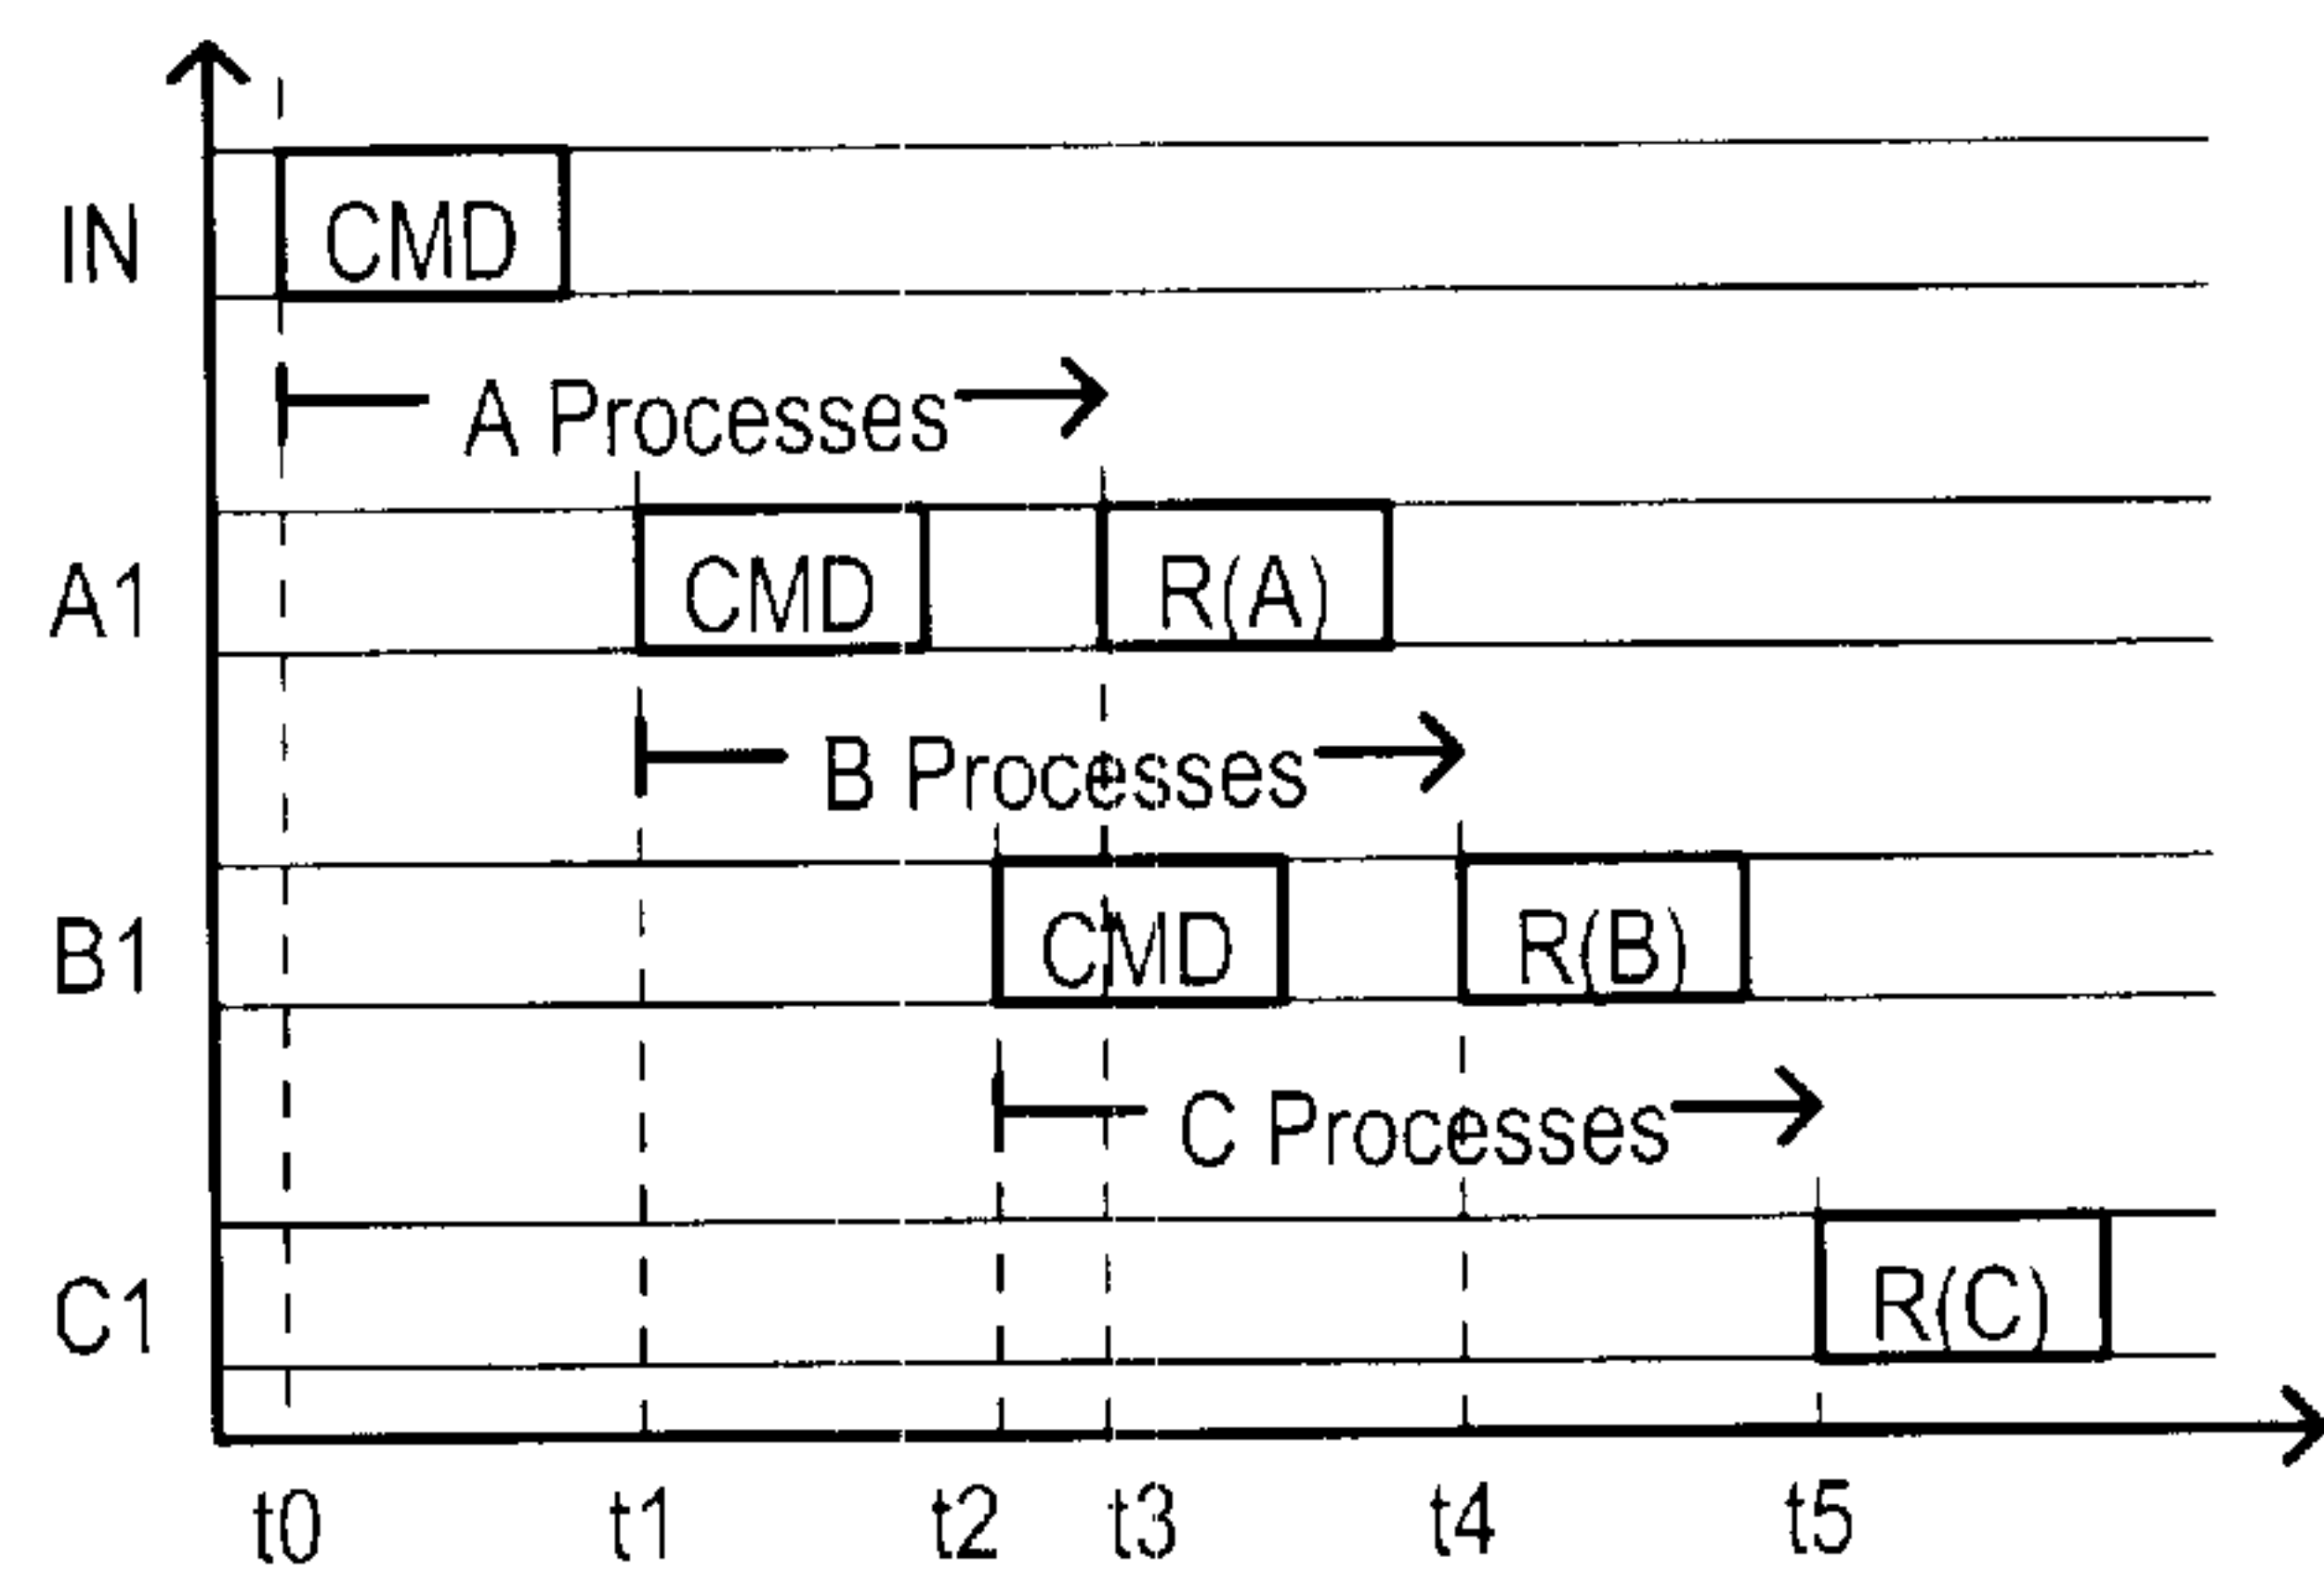 IN CMD
A Processes
A1 CMD R(A)
B Processes
B1 CMD R(B)
C Processes
C1 R(C)
t0 t1 t2 t3 t4 t5